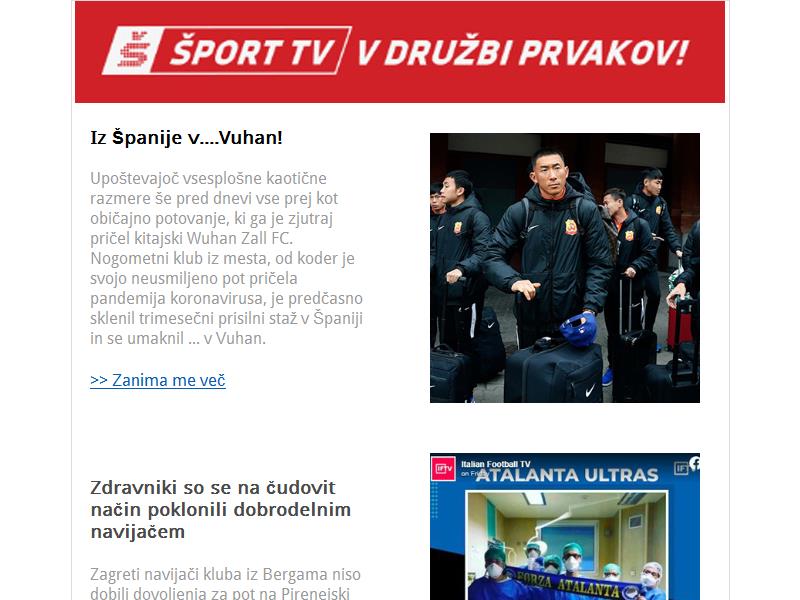 Š ŠPORT TV V DRUŽBI PRVAKOV!
Iz Španije v....Vuhan!
Upoštevajoč vsesplošne kaotične
razmere še pred dnevi vse prej kot
običajno potovanje, ki ga je zjutraj
pričel kitajski Wuhan Zall FC.
Nogometni klub iz mesta, od koder je
svojo neusmiljeno pot pričela
pandemija koronavirusa, je predčasno
sklenil trimesečni prisilni staž v Španiji
in se umaknil ... v Vuhan.
>> Zanima me več
Zdravniki so se na čudovit
način poklonili dobrodelnim
navijačem
Zagreti navijači kluba iz Bergama niso
dobili dovoljenja za pot na Pirenejski
IFTV Italian Football TV
on Friday
ATALANTA ULTRAS
FORZA ATALANTA